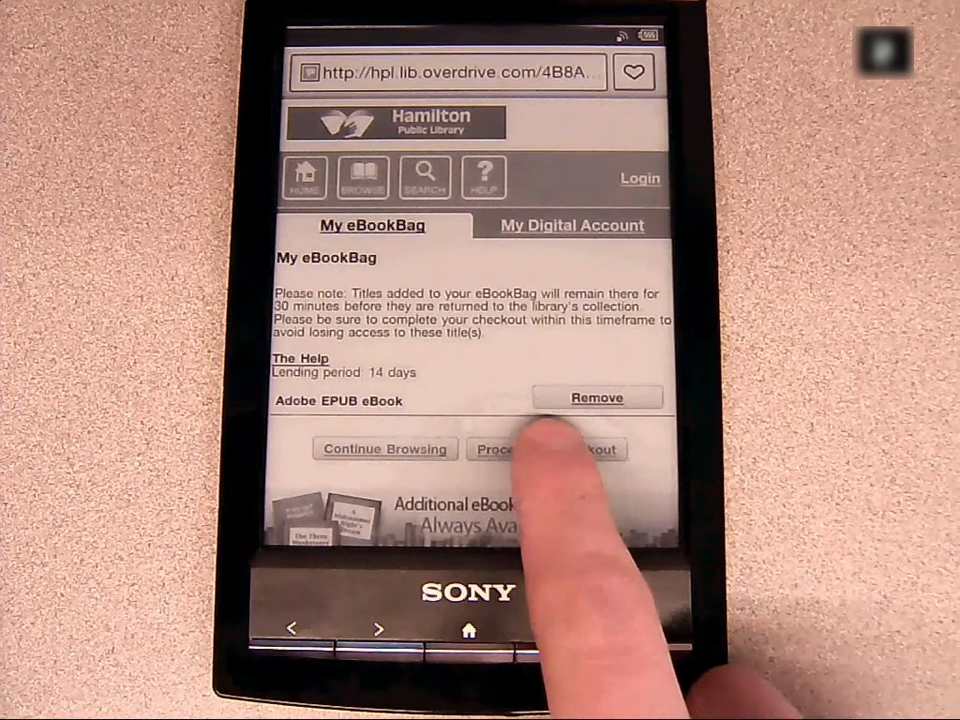 http://hpl.lib.overdrive.com/4B8A...
Hamilton
Public Library
HOME
BROWSE
SEARCH
HELP
Login
My eBookBag
My Digital Account
My eBookBag
Please note: Titles added to your eBookBag will remain there for
30 minutes before they are returned to the library's collection.
Please be sure to complete your checkout within this timeframe to
avoid losing access to these title(s).
The Help
Lending period: 14 days
Adobe EPUB eBook
Remove
Continue Browsing
Additional eBook
Always Ava
SONY